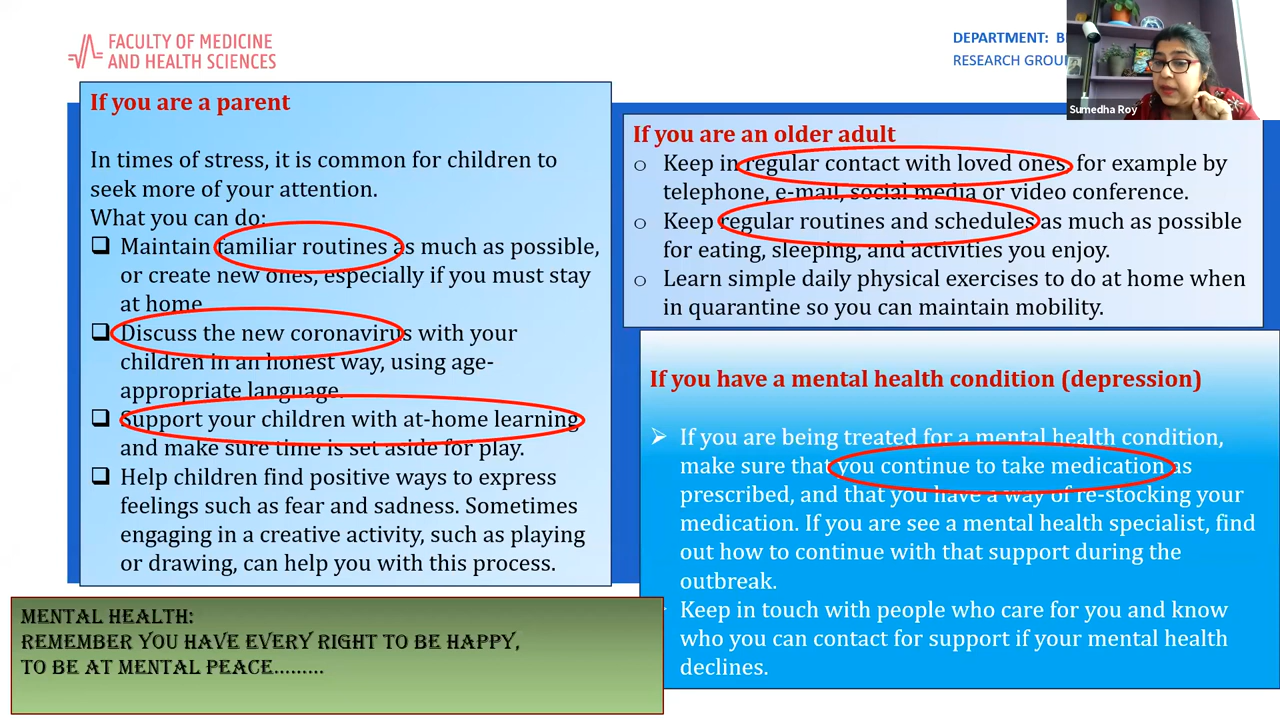 FACULTY OF MEDICINE
AND HEALTH SCIENCES
DEPARTMENT:
RESEARCH
Sumedha Roy
If you are a parent
In times of stress, it is common for children to
seek more of your attention.
What you can do:
Maintain familiar routines as much as possible,
or create new ones, especially if you must stay
at home.
Discuss the new coronavirus with your
children in an honest way, using age-
appropriate language.
Support your children with at-home learning
and make sure time is set aside for play.
Help children find positive ways to express
feelings such as fear and sadness. Sometimes
engaging in a creative activity, such as playing
or drawing, can help you with this process.
If you are an older adult
Keep in regular contact with loved ones, for example by
telephone, e-mail, social media or video conference.
Keep regular routines and schedules as much as possible
for eating, sleeping, and activities you enjoy.
Learn simple daily physical exercises to do at home when
in quarantine so you can maintain mobility.
If you have a mental health condition (depression)
If you are being treated for a mental health condition,
make sure that you continue to take medication as
prescribed, and that you have a way of re-stocking your
medication. If you are see a mental health specialist, find
out how to continue with that support during the
outbreak.
Keep in touch with people who care for you and know
who you can contact for support if your mental health
declines.
MENTAL HEALTH:
REMEMBER YOU HAVE EVERY RIGHT TO BE HAPPY,
TO BE AT MENTAL PEACE.........